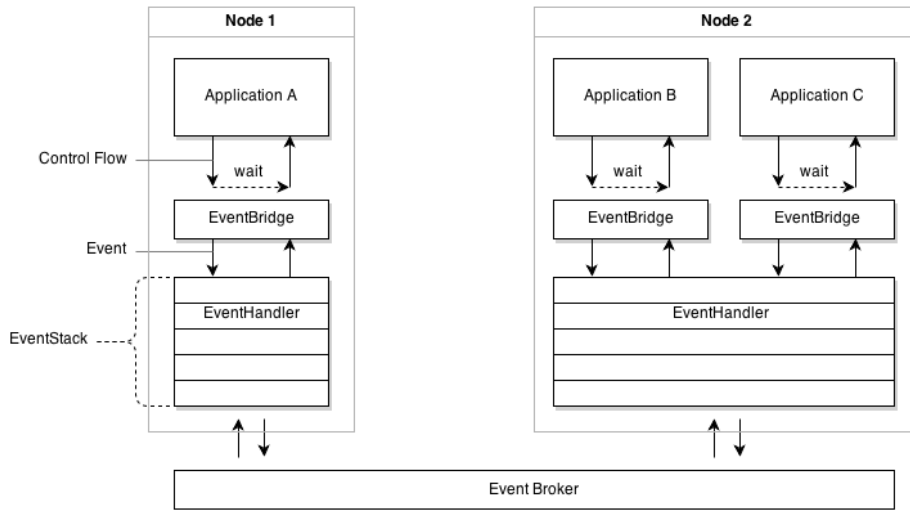 Node 1
Node 2
Application A
Application B
Application C
Control Flow
wait
wait
wait
EventBridge
EventBridge
EventBridge
Event
EventHandler
EventHandler
EventStack
Event Broker